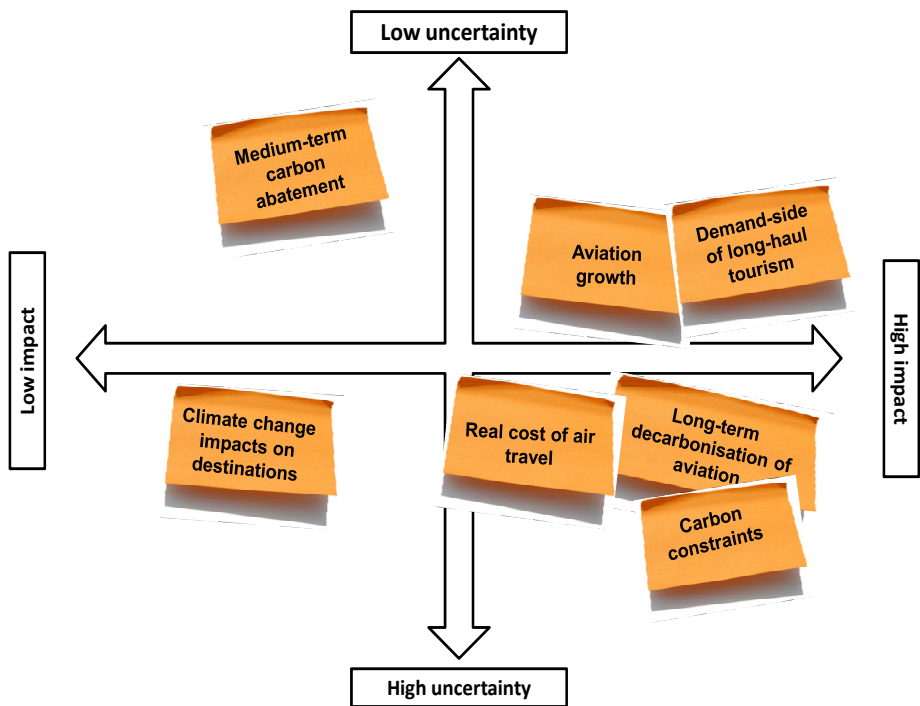 Low uncertainty
Medium-term
carbon
abatement
Aviation
growth
Demand-side
of long-haul
tourism
Low impact
High impact
Climate change
impacts on
destinations
Real cost of air
travel
Long-term
decarbonisation of
aviation
Carbon
constraints
High uncertainty